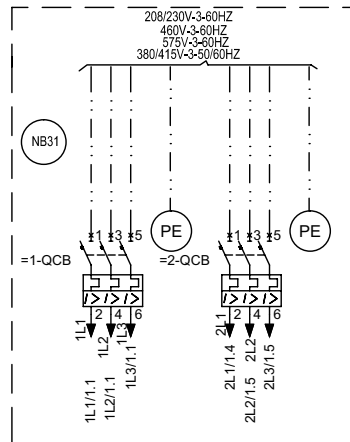 208/230V-3-60HZ
460V-3-60HZ
575V-3-60HZ
380/415V-3-50/60HZ
NB31
PE
PE
1 3 5
1 3 5
=1-QCB
=2-QCB
I> I> I>
I> I> I>
2 4 6
2 4 6
1L1
1L2
1L3
2L1
2L2
1L1/1.1
1L2/1.1
1L3/1.1
2L1/1.4
2L2/1.5
2L3/1.5